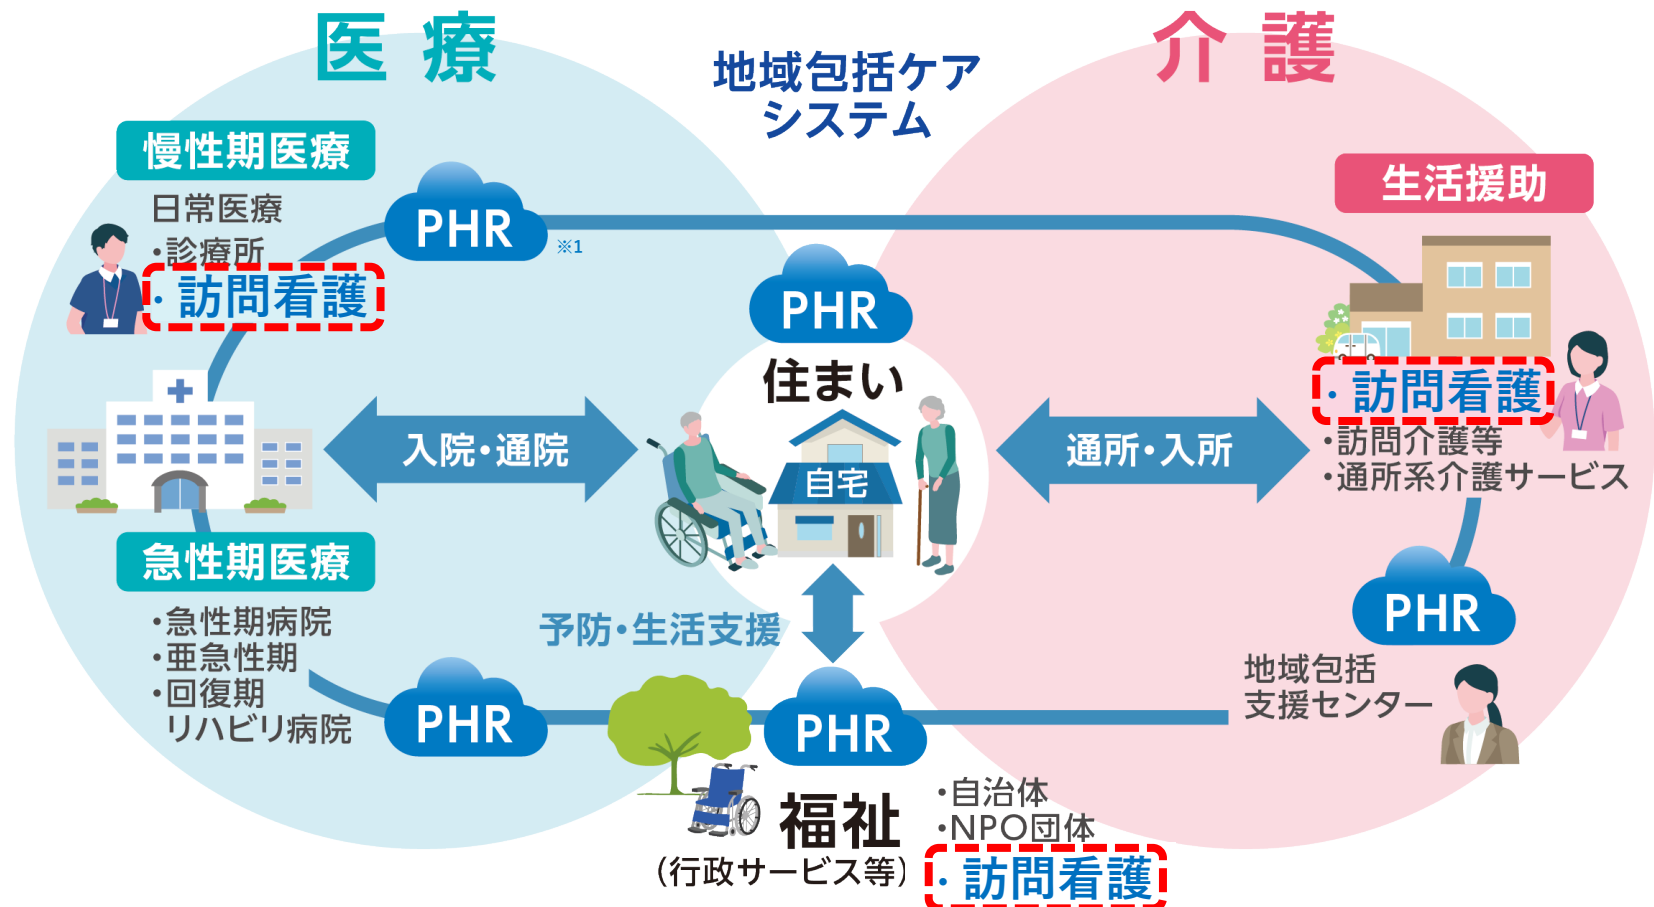 医療
介護
地域包括ケア
システム
慢性期医療
日常医療
・診療所
・訪問看護
PHR
※1
PHR
住まい
自宅
生活援助
・訪問看護
・訪問介護等
・通所系介護サービス
入院・通院
通所・入所
急性期医療
・急性期病院
・亜急性期
・回復期
リハビリ病院
予防・生活支援
PHR
PHR
PHR
地域包括
支援センター
福祉
(行政サービス等)
・自治体
・NPO団体
・訪問看護